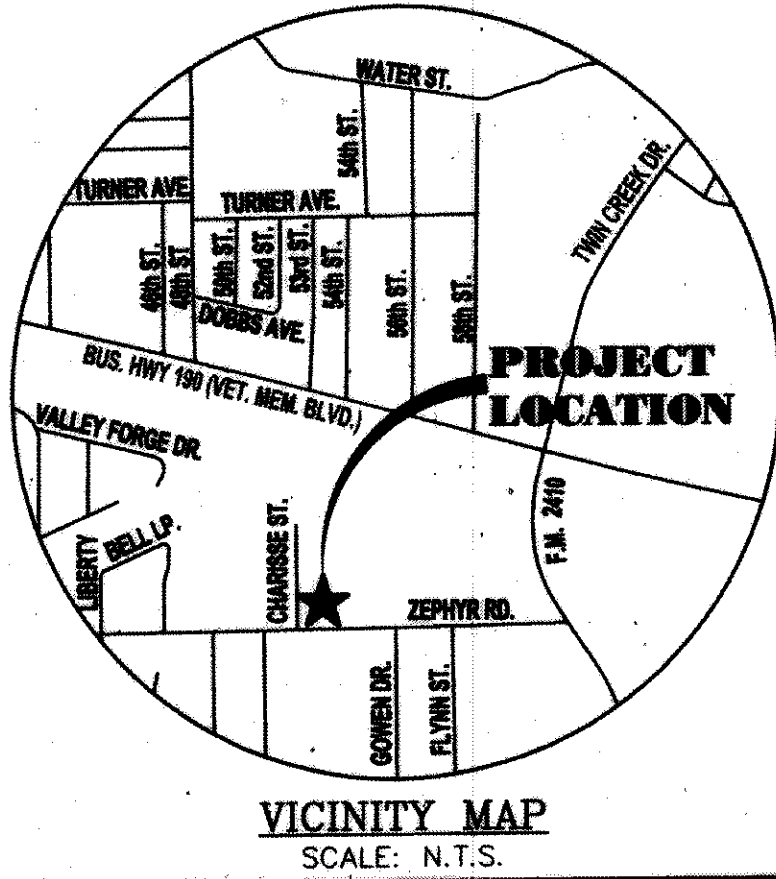 WATER ST.
54th ST.
TWIN CREEK DR.
TURNER AVE.
TURNER AVE.
46th ST.
48th ST.
50th ST.
52nd ST.
53rd ST.
54th ST.
56th ST.
58th ST.
DOBBS AVE.
BUS. HWY 190 (VET. MEM. BLVD.)
PROJECT
LOCATION
VALLEY FORGE DR.
F.M. 2410
LIBERTY
BELL LP.
CHARISSE ST.
ZEPHYR RD.
GOWEN DR.
FLYNN ST.
VICINITY MAP
SCALE: N.T.S.